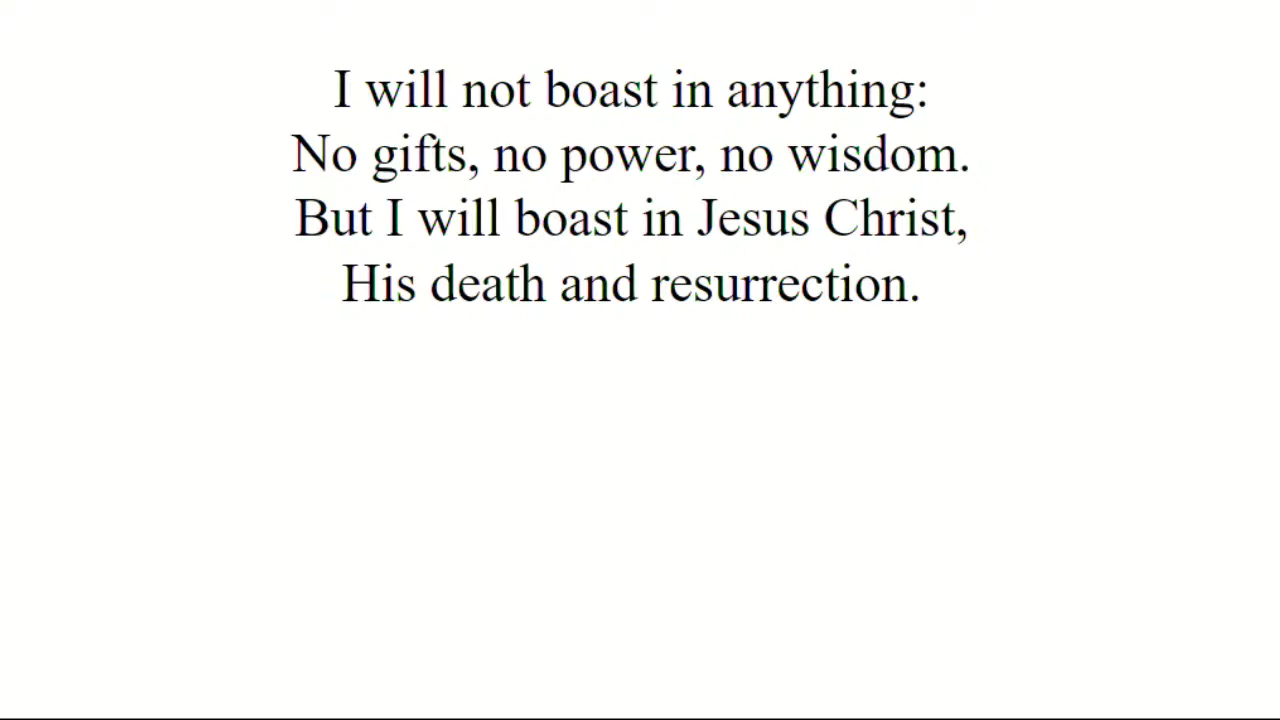 I will not boast in anything:
No gifts, no power, no wisdom.
But I will boast in Jesus Christ,
His death and resurrection.